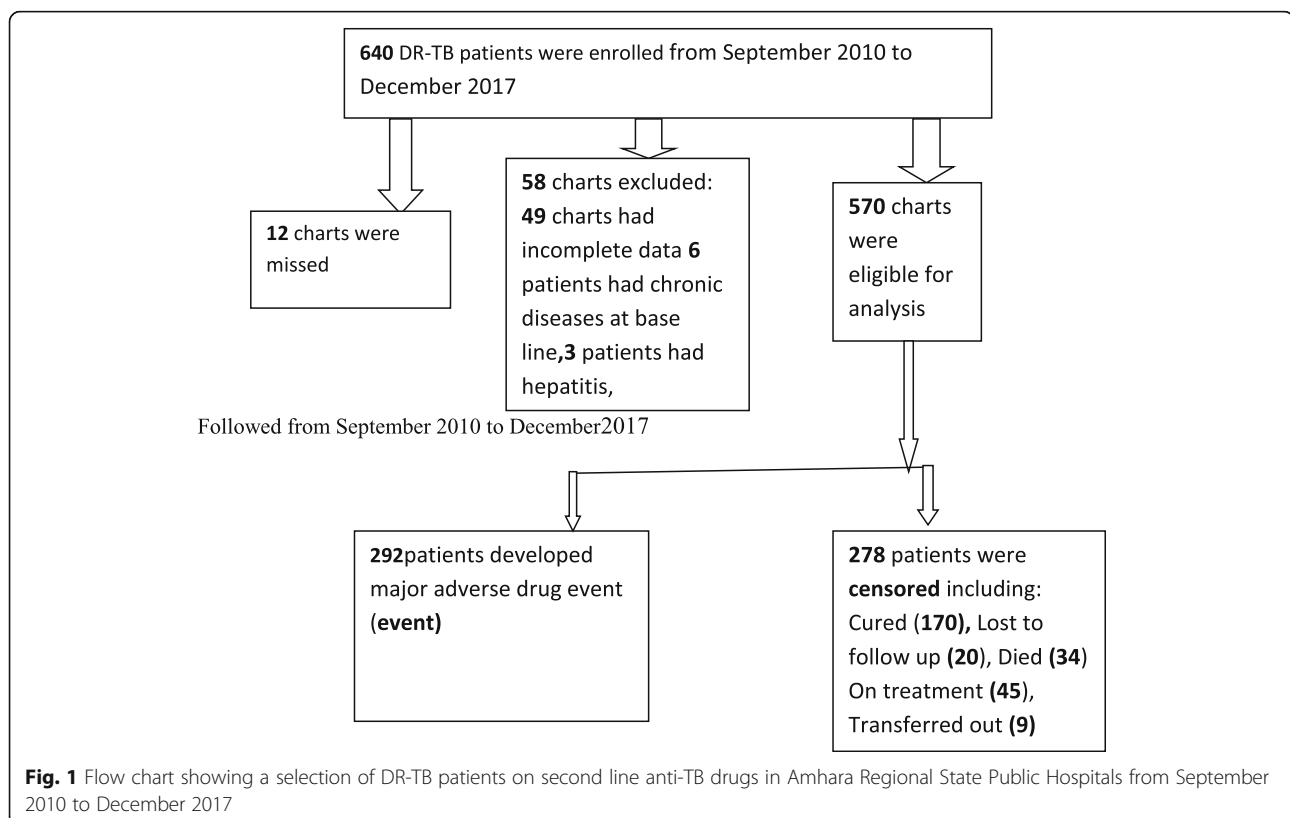 640 DR-TB patients were enrolled from September 2010 to
December 2017
12 charts were
missed
58 charts excluded:
49 charts had
incomplete data 6
patients had chronic
diseases at base
line,3 patients had
hepatitis,
570 charts
were
eligible for
analysis
Followed from September 2010 to December2017
292patients developed
major adverse drug event
(event)
278 patients were
censored including:
Cured (170), Lost to
follow up (20), Died (34)
On treatment (45),
Transferred out (9)
Fig. 1 Flow chart showing a selection of DR-TB patients on second line anti-TB drugs in Amhara Regional State Public Hospitals from September
2010 to December 2017